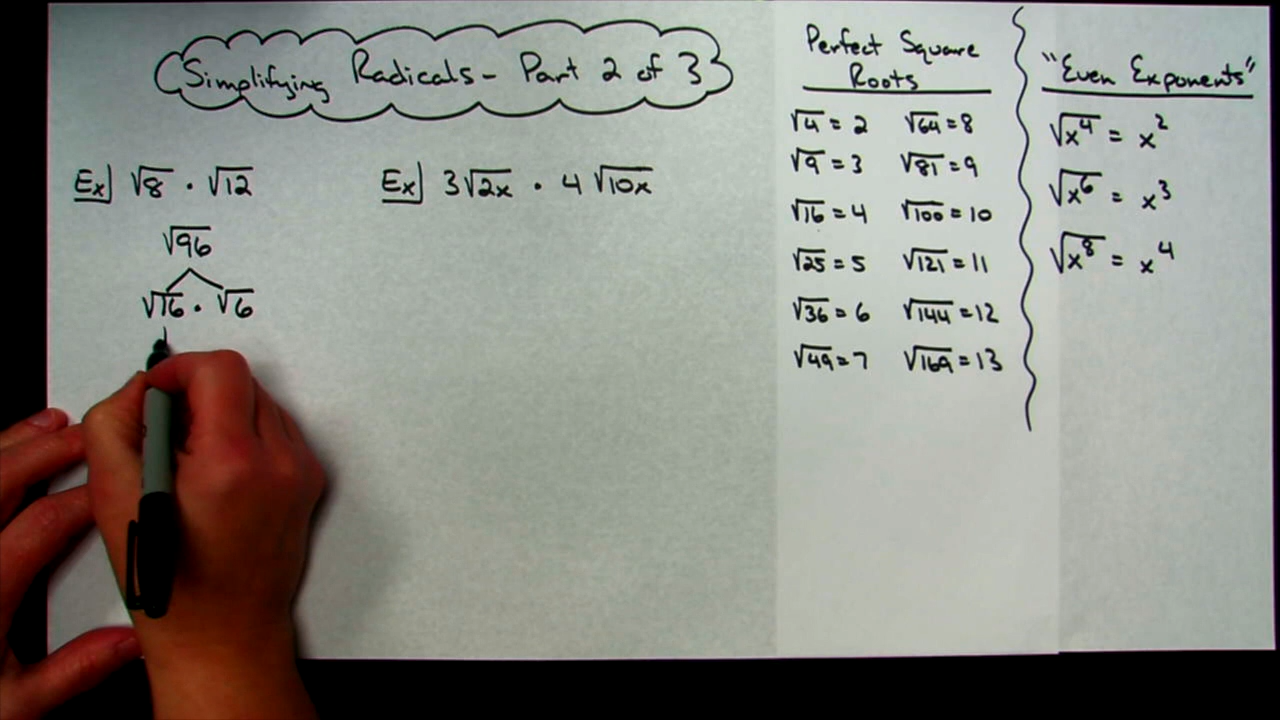 Simplifying Radicals - Part 2 of 3
Ex] √8 · √12
√96
√16 · √6
Ex] 3√2x · 4√10x
Perfect Square
Roots
√4 = 2 √64 = 8
√9 = 3 √81 = 9
√16 = 4 √100 = 10
√25 = 5 √121 = 11
√36 = 6 √144 = 12
√49 = 7 √169 = 13
"Even Exponents"
√x⁴ = x²
√x⁶ = x³
√x⁸ = x⁴